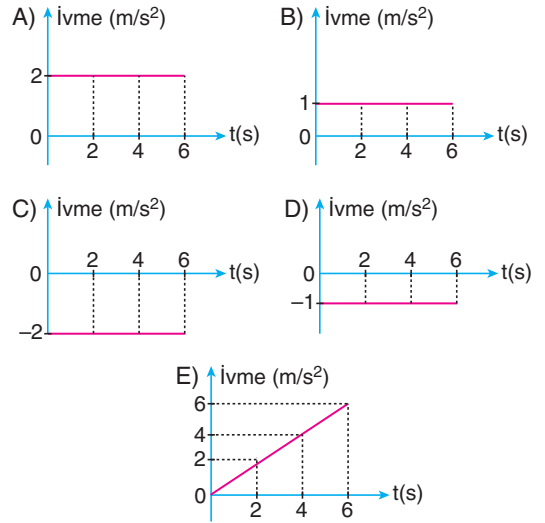 A) İvme (m/s²)
2
0
2 4 6
t(s)
B) İvme (m/s²)
1
0
2 4 6
t(s)
C) İvme (m/s²)
2 4 6
0
t(s)
–2
D) İvme (m/s²)
2 4 6
0
t(s)
–1
E) İvme (m/s²)
6
4
2
0
2 4 6
t(s)